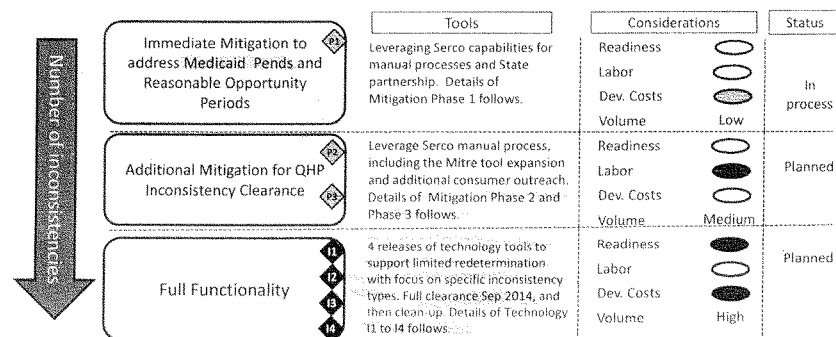 Tools
Considerations
Status
Number of inconsistencies
Immediate Mitigation to
address Medicaid Pends and
Reasonable Opportunity
Periods
P1
Leveraging Serco capabilities for
manual processes and State
partnership. Details of
Mitigation Phase 1 follows.
Readiness
Labor
Dev. Costs
Volume Low
In
process
Additional Mitigation for QHP
Inconsistency Clearance
P2
P3
Leverage Serco manual process,
including the Mitre tool expansion
and additional consumer outreach.
Details of Mitigation Phase 2 and
Phase 3 follows.
Readiness
Labor
Dev. Costs
Volume Medium
Planned
Full Functionality
I1
I2
I3
I4
4 releases of technology tools to
support limited redetermination
with focus on specific inconsistency
types. Full clearance Sep 2014, and
then clean-up. Details of Technology
I1 to I4 follows.
Readiness
Labor
Dev. Costs
Volume High
Planned